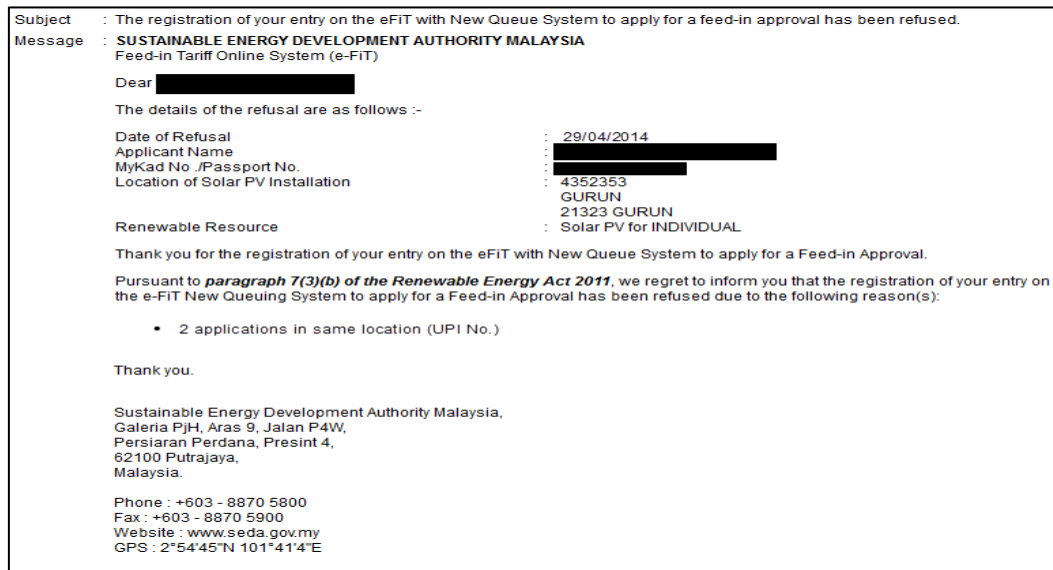 Subject : The registration of your entry on the eFiT with New Queue System to apply for a feed-in approval has been refused.
Message : SUSTAINABLE ENERGY DEVELOPMENT AUTHORITY MALAYSIA
Feed-in Tariff Online System (e-FiT)
Dear
The details of the refusal are as follows :-
Date of Refusal : 29/04/2014
Applicant Name :
MyKad No ./Passport No. :
Location of Solar PV Installation : 4352353
GURUN
21323 GURUN
Renewable Resource : Solar PV for INDIVIDUAL
Thank you for the registration of your entry on the eFiT with New Queue System to apply for a Feed-in Approval.
Pursuant to paragraph 7(3)(b) of the Renewable Energy Act 2011, we regret to inform you that the registration of your entry on
the e-FiT New Queuing System to apply for a Feed-in Approval has been refused due to the following reason(s):
• 2 applications in same location (UPI No.)
Thank you.
Sustainable Energy Development Authority Malaysia,
Galeria PjH, Aras 9, Jalan P4W,
Persiaran Perdana, Presint 4,
62100 Putrajaya,
Malaysia.
Phone : +603 - 8870 5800
Fax : +603 - 8870 5900
Website : www.seda.gov.my
GPS : 2°54'45"N 101°41'4"E